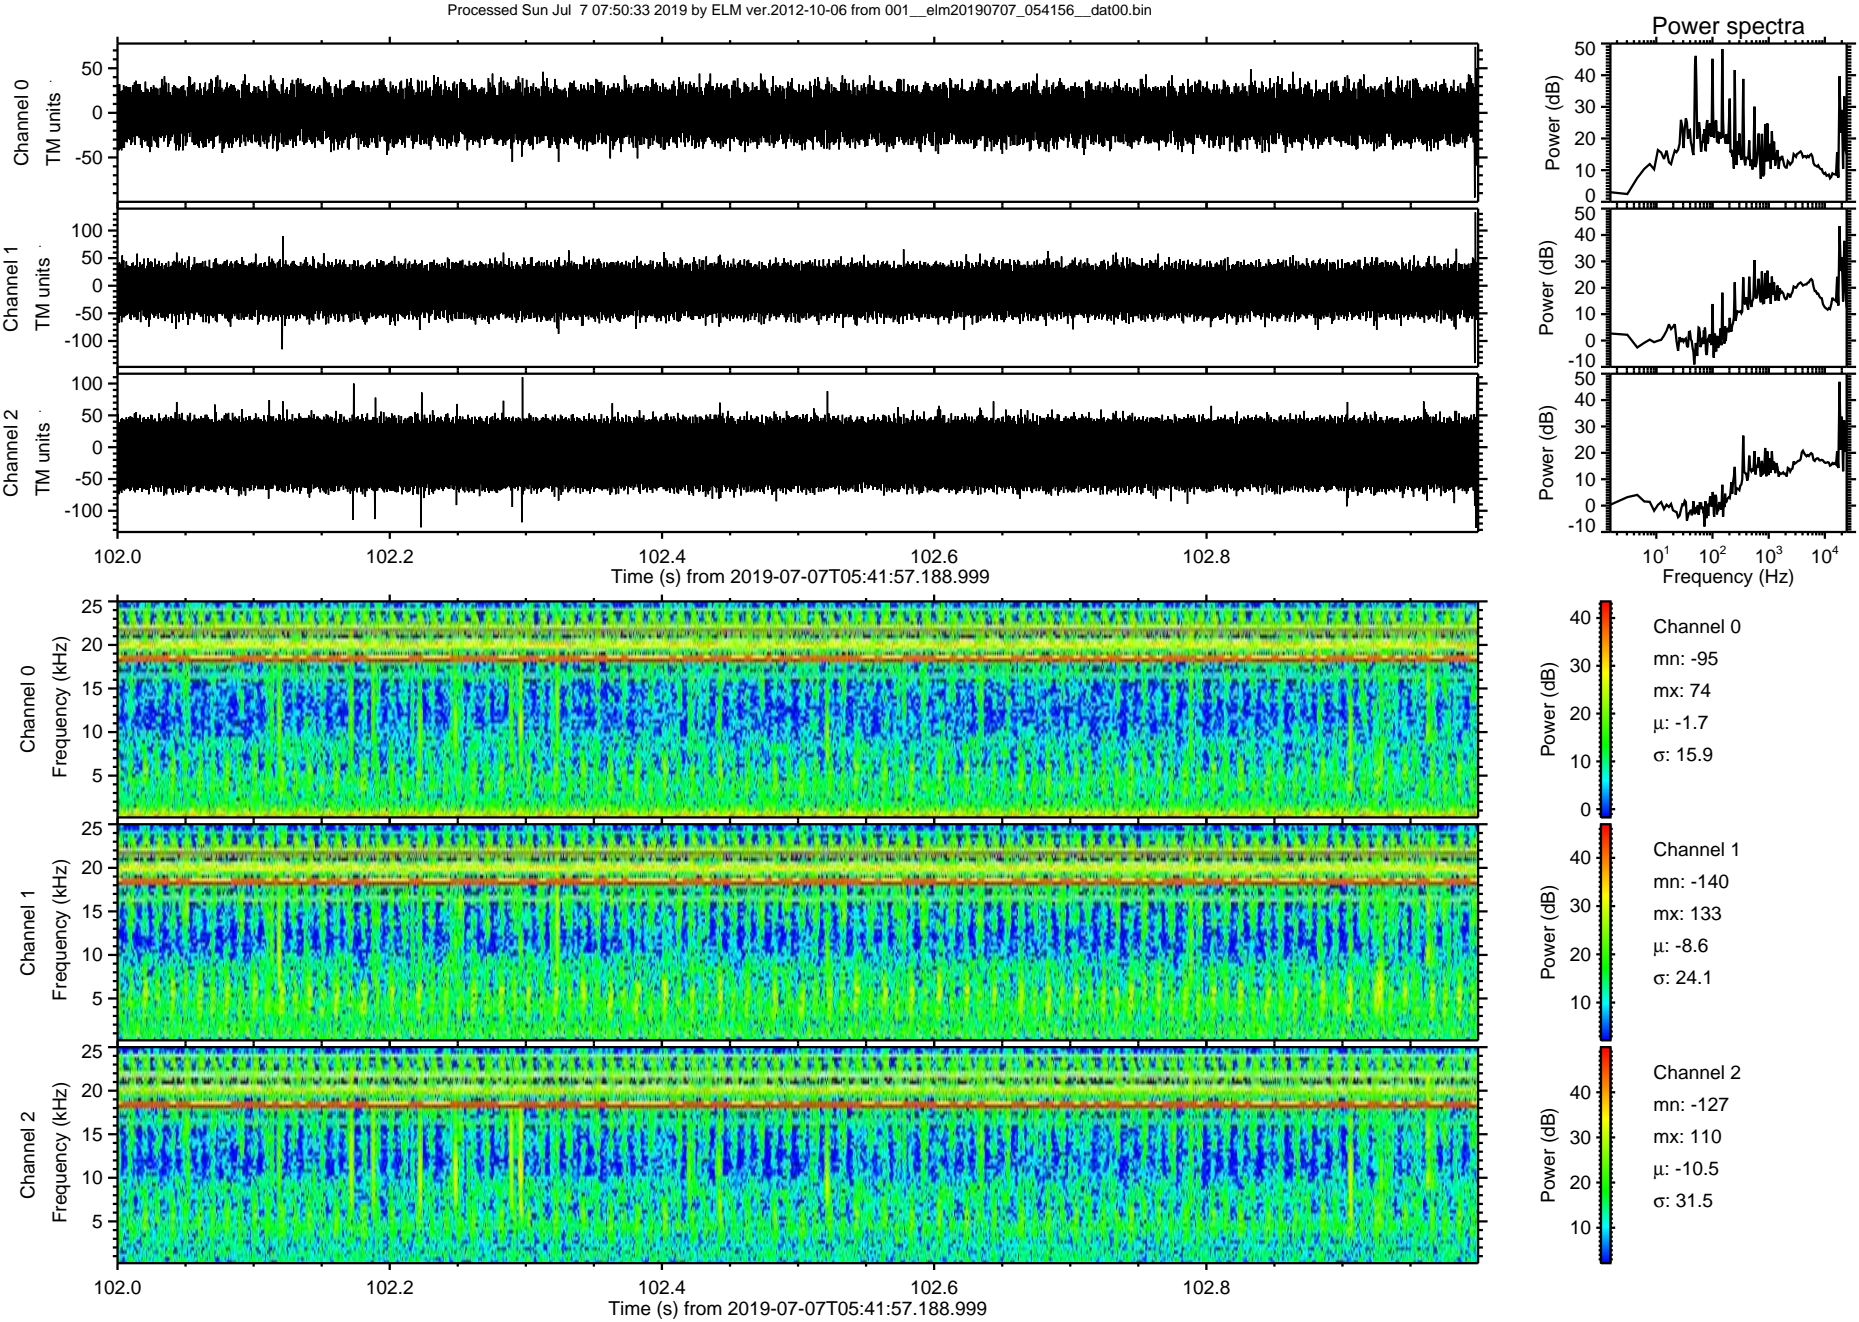 Processed Sun Jul 7 07:50:33 2019 by ELM ver.2012-10-06 from 001__elm20190707_054156__dat00.bin
Power spectra
Channel 0
TM units
50
0
-50
Power (dB)
50
40
30
20
10
0
Channel 1
TM units
100
50
0
-50
-100
Power (dB)
50
40
30
20
10
0
-10
Channel 2
TM units
100
50
0
-50
-100
Power (dB)
50
40
30
20
10
0
-10
102.0 102.2 102.4 102.6 102.8
Time (s) from 2019-07-07T05:41:57.188.999
10¹ 10² 10³ 10⁴
Frequency (Hz)
Channel 0
Frequency (kHz)
25
20
15
10
5
Power (dB)
40
30
20
10
0
Channel 0
mn: -95
mx: 74
μ: -1.7
σ: 15.9
Channel 1
Frequency (kHz)
25
20
15
10
5
Power (dB)
40
30
20
10
Channel 1
mn: -140
mx: 133
μ: -8.6
σ: 24.1
Channel 2
Frequency (kHz)
25
20
15
10
5
Power (dB)
40
30
20
10
Channel 2
mn: -127
mx: 110
μ: -10.5
σ: 31.5
102.0 102.2 102.4 102.6 102.8
Time (s) from 2019-07-07T05:41:57.188.999